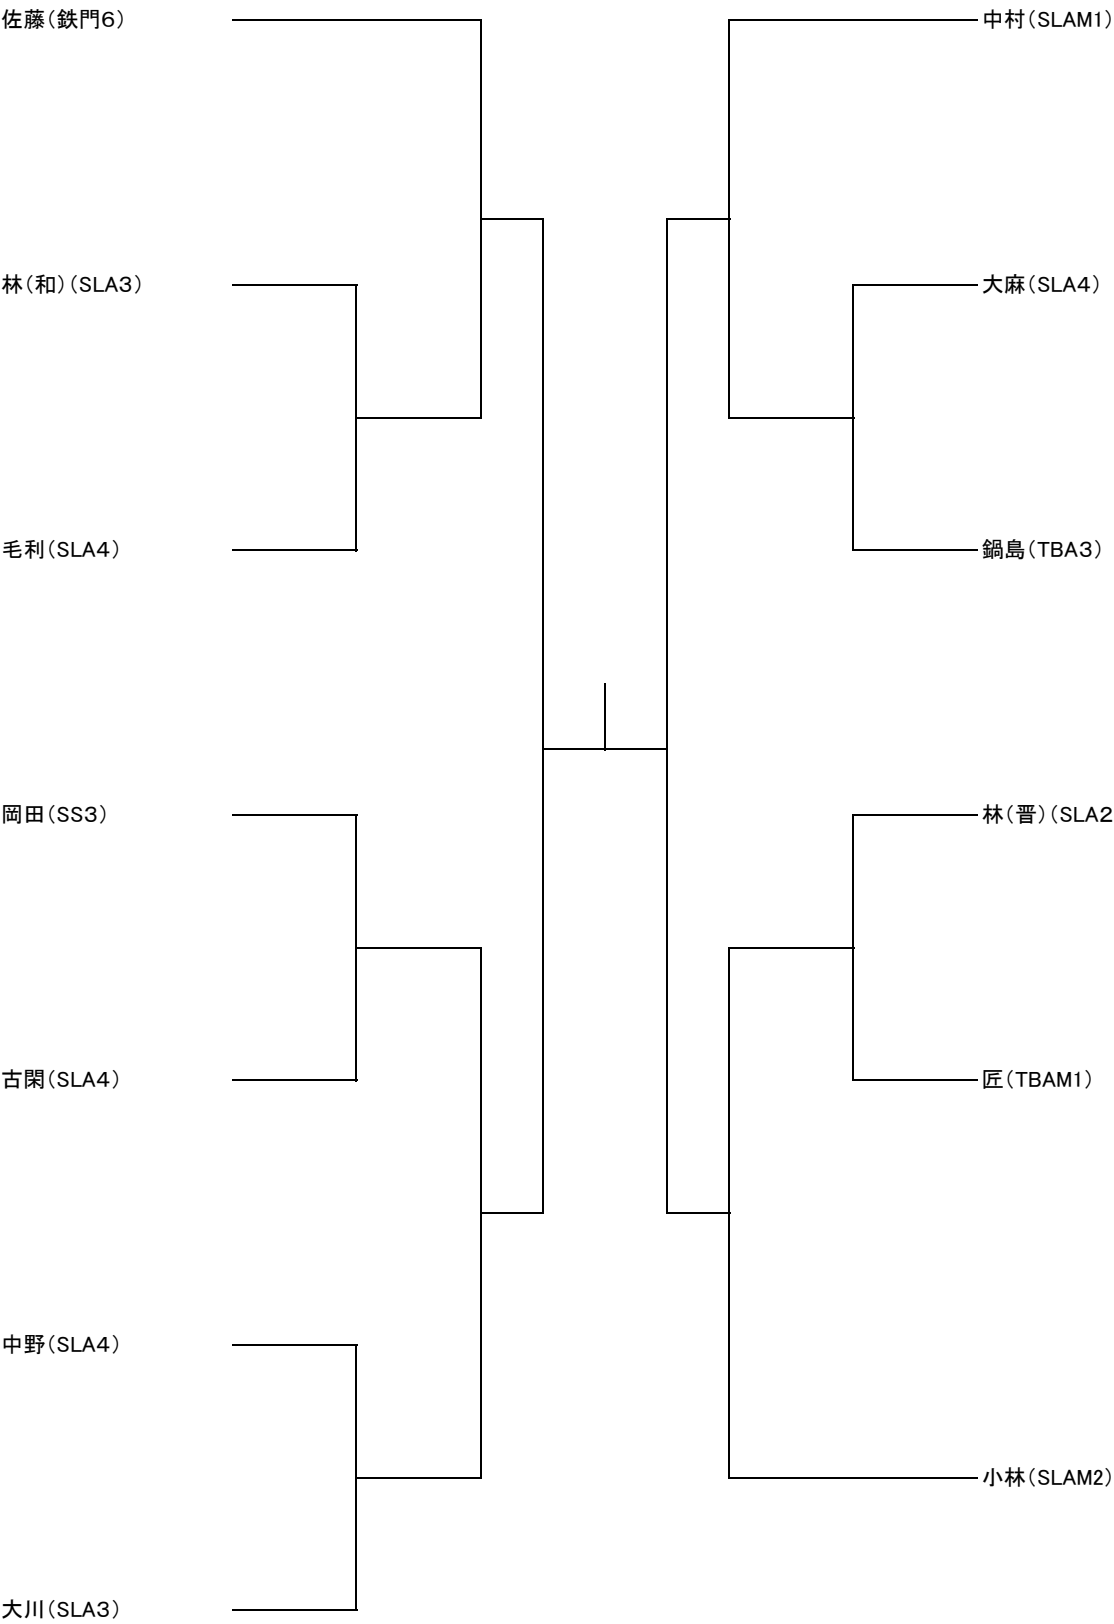 佐藤(鉄門6)
林(和)(SLA3)
毛利(SLA4)
岡田(SS3)
古閑(SLA4)
中野(SLA4)
大川(SLA3)
中村(SLAM1)
大麻(SLA4)
鍋島(TBA3)
林(晋)(SLA2
匠(TBAM1)
小林(SLAM2)